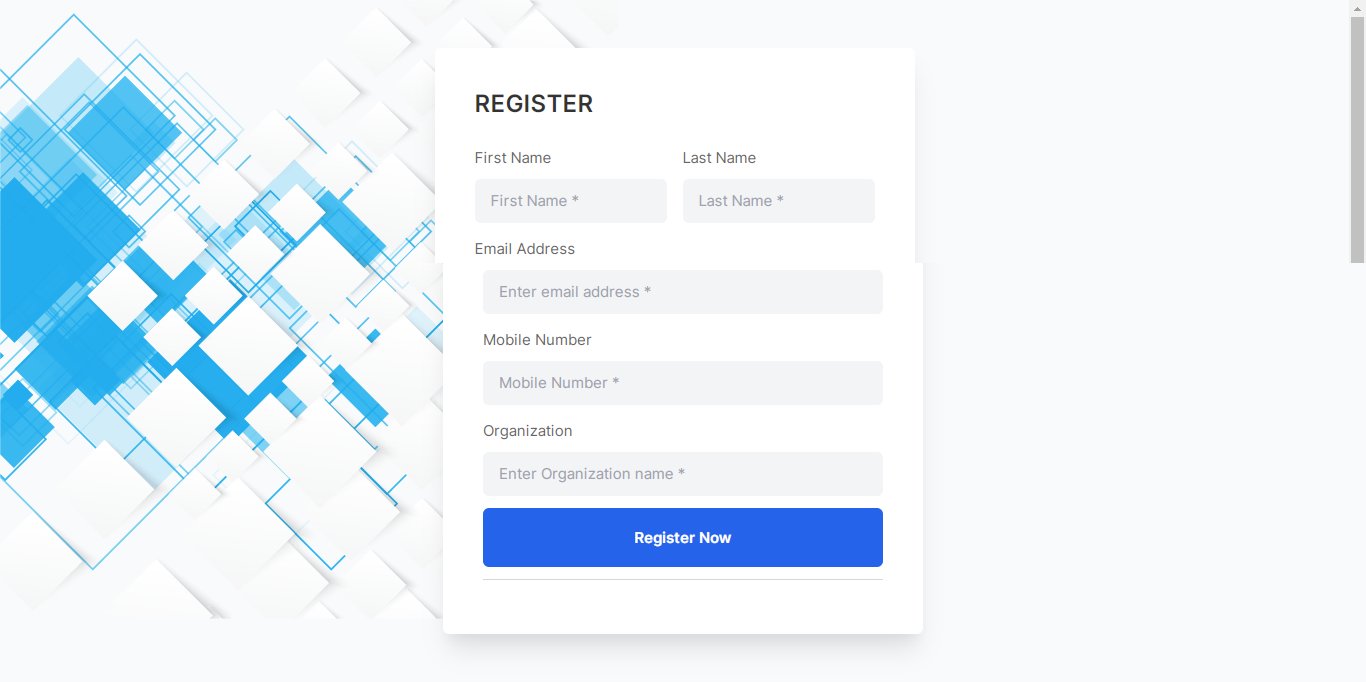 REGISTER
First Name Last Name
First Name * Last Name *
Email Address
Enter email address *
Mobile Number
Mobile Number *
Organization
Enter Organization name *
Register Now